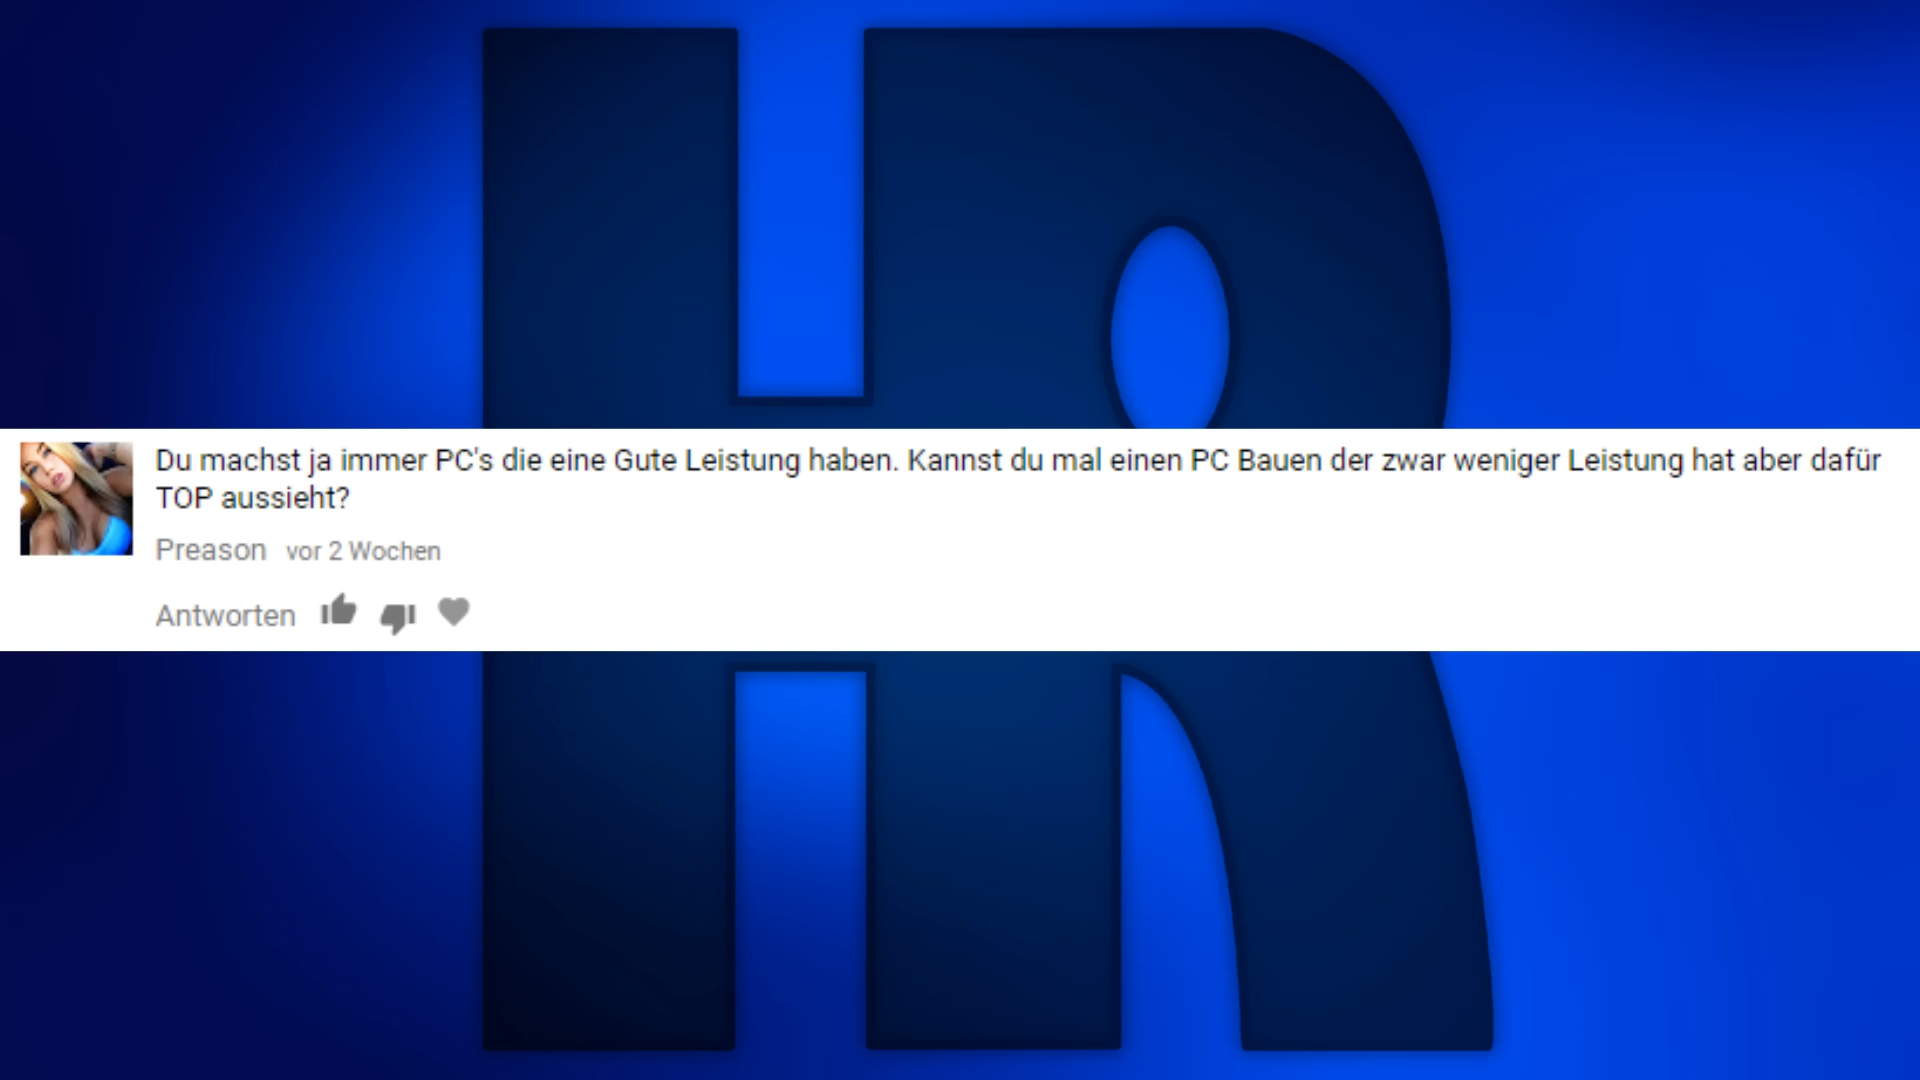 HR
Du machst ja immer PC's die eine Gute Leistung haben. Kannst du mal einen PC Bauen der zwar weniger Leistung hat aber dafür
TOP aussieht?
Preason vor 2 Wochen
Antworten